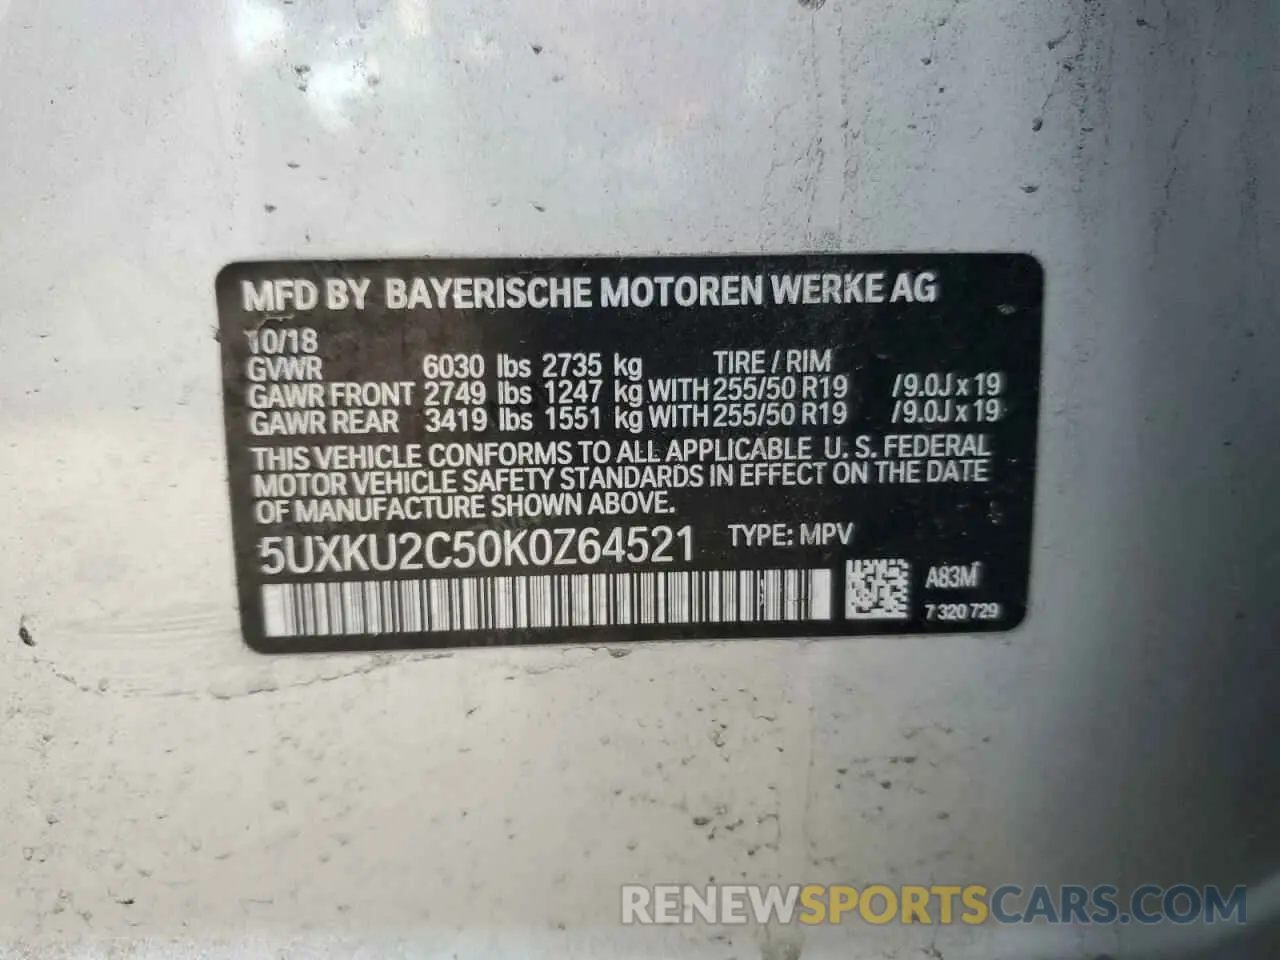 MFD BY BAYERISCHE MOTOREN WERKE AG
10/18
GVWR 6030 lbs 2735 kg TIRE / RIM
GAWR FRONT 2749 lbs 1247 kg WITH 255/50 R19 /9.0J x 19
GAWR REAR 3419 lbs 1551 kg WITH 255/50 R19 /9.0J x 19
THIS VEHICLE CONFORMS TO ALL APPLICABLE U.S. FEDERAL
MOTOR VEHICLE SAFETY STANDARDS IN EFFECT ON THE DATE
OF MANUFACTURE SHOWN ABOVE.
5UXKU2C50K0Z64521 TYPE: MPV
A83M
7 320 729
RENEWSPORTSCARS.COM